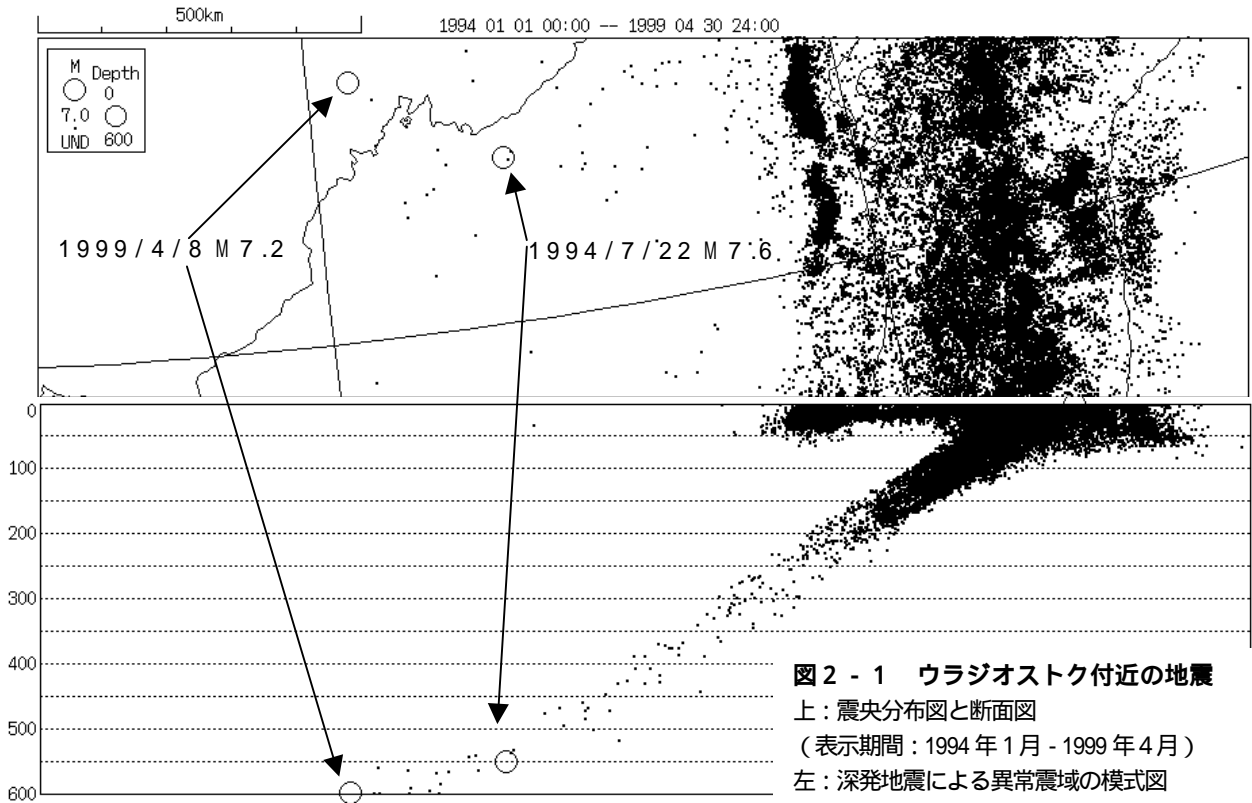 500km
1994 01 01 00:00 -- 1999 04 30 24:00
M Depth
0
7.0
UND 600
1999/4/8 M7.2
1994/7/22 M7.6
0
100
200
300
400
500
600
図2-1 ウラジオストク付近の地震
上：震央分布図と断面図
（表示期間：1994年1月-1999年4月）
左：深発地震による異常震域の模式図